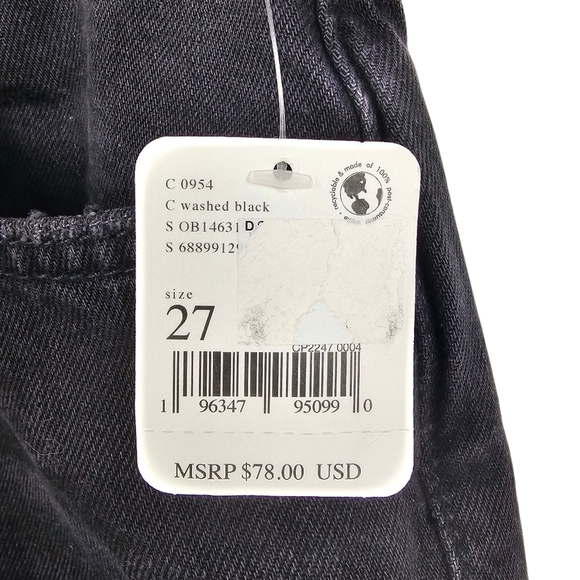 recyclable & made of 100% post-consumer
C 0954
C washed black
S OB14631
S 6889912
size
27
CP2247 0004
1 96347 95099 0
MSRP $78.00 USD